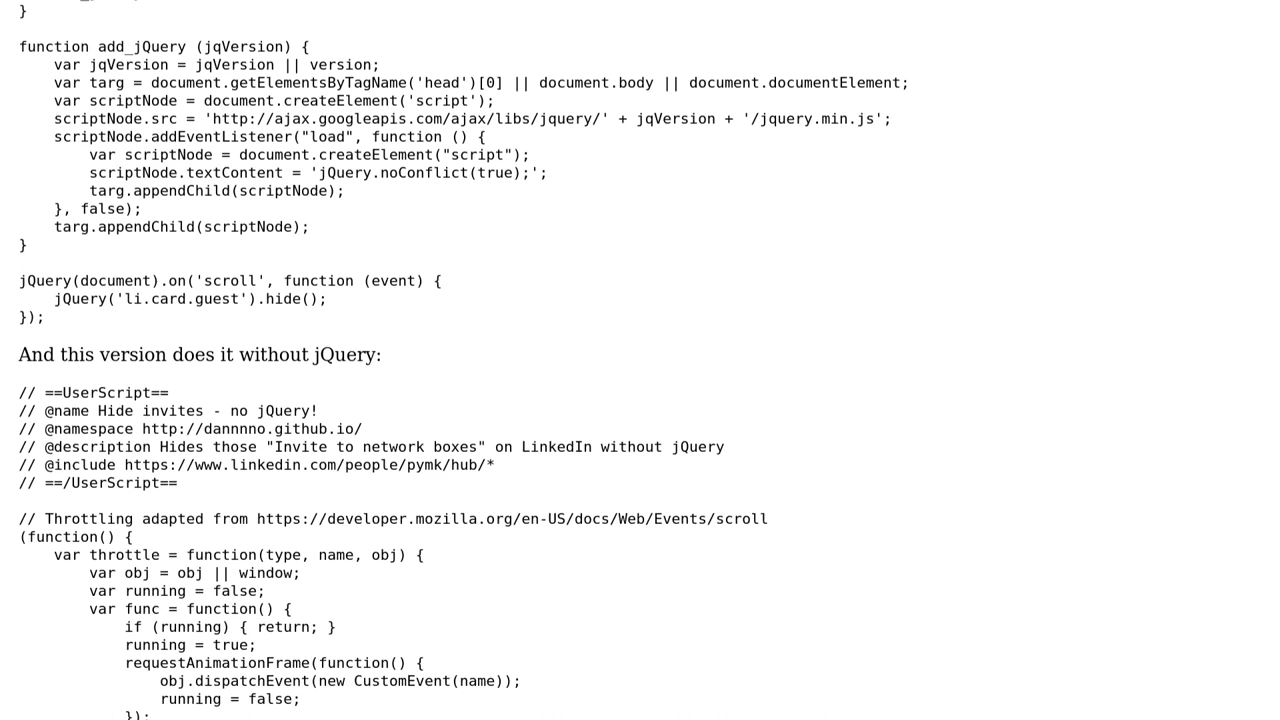 }

function add_jQuery (jqVersion) {
    var jqVersion = jqVersion || version;
    var targ = document.getElementsByTagName('head')[0] || document.body || document.documentElement;
    var scriptNode = document.createElement('script');
    scriptNode.src = 'http://ajax.googleapis.com/ajax/libs/jquery/' + jqVersion + '/jquery.min.js';
    scriptNode.addEventListener("load", function () {
        var scriptNode = document.createElement("script");
        scriptNode.textContent = 'jQuery.noConflict(true);';
        targ.appendChild(scriptNode);
    }, false);
    targ.appendChild(scriptNode);
}

jQuery(document).on('scroll', function (event) {
    jQuery('li.card.guest').hide();
});

And this version does it without jQuery:

// ==UserScript==
// @name Hide invites - no jQuery!
// @namespace http://dannnno.github.io/
// @description Hides those "Invite to network boxes" on LinkedIn without jQuery
// @include https://www.linkedin.com/people/pymk/hub/*
// ==/UserScript==

// Throttling adapted from https://developer.mozilla.org/en-US/docs/Web/Events/scroll
(function() {
    var throttle = function(type, name, obj) {
        var obj = obj || window;
        var running = false;
        var func = function() {
            if (running) { return; }
            running = true;
            requestAnimationFrame(function() {
                obj.dispatchEvent(new CustomEvent(name));
                running = false;
            });